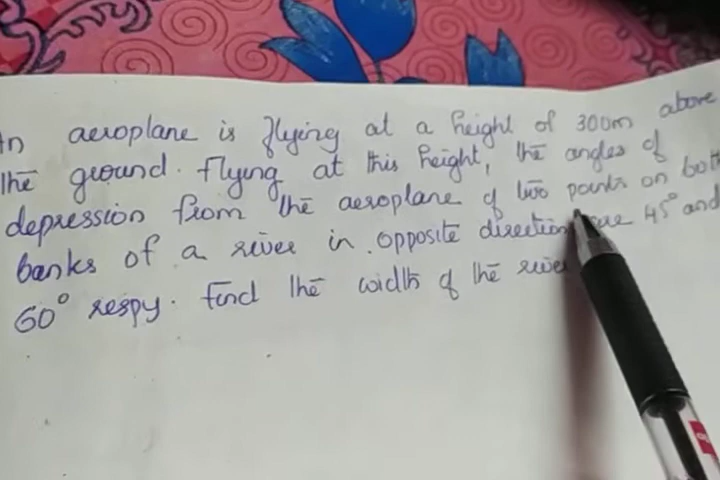 An aeroplane is flying at a height of 300m above
the ground. Flying at this height, the angles of
depression from the aeroplane of two points on both
banks of a river in opposite direction are 45° and
60° respy. Find the width of the river